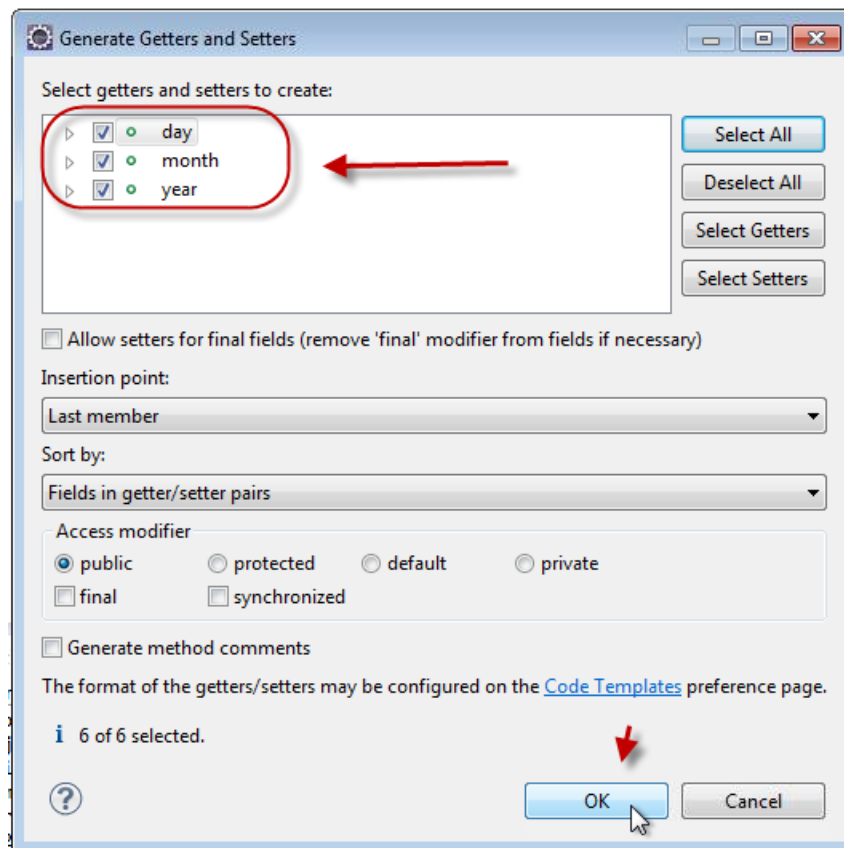 Generate Getters and Setters
Select getters and setters to create:
day
month
year
Select All
Deselect All
Select Getters
Select Setters
Allow setters for final fields (remove 'final' modifier from fields if necessary)
Insertion point:
Last member
Sort by:
Fields in getter/setter pairs
Access modifier
public protected default private
final synchronized
Generate method comments
The format of the getters/setters may be configured on the Code Templates preference page.
i 6 of 6 selected.
? OK Cancel